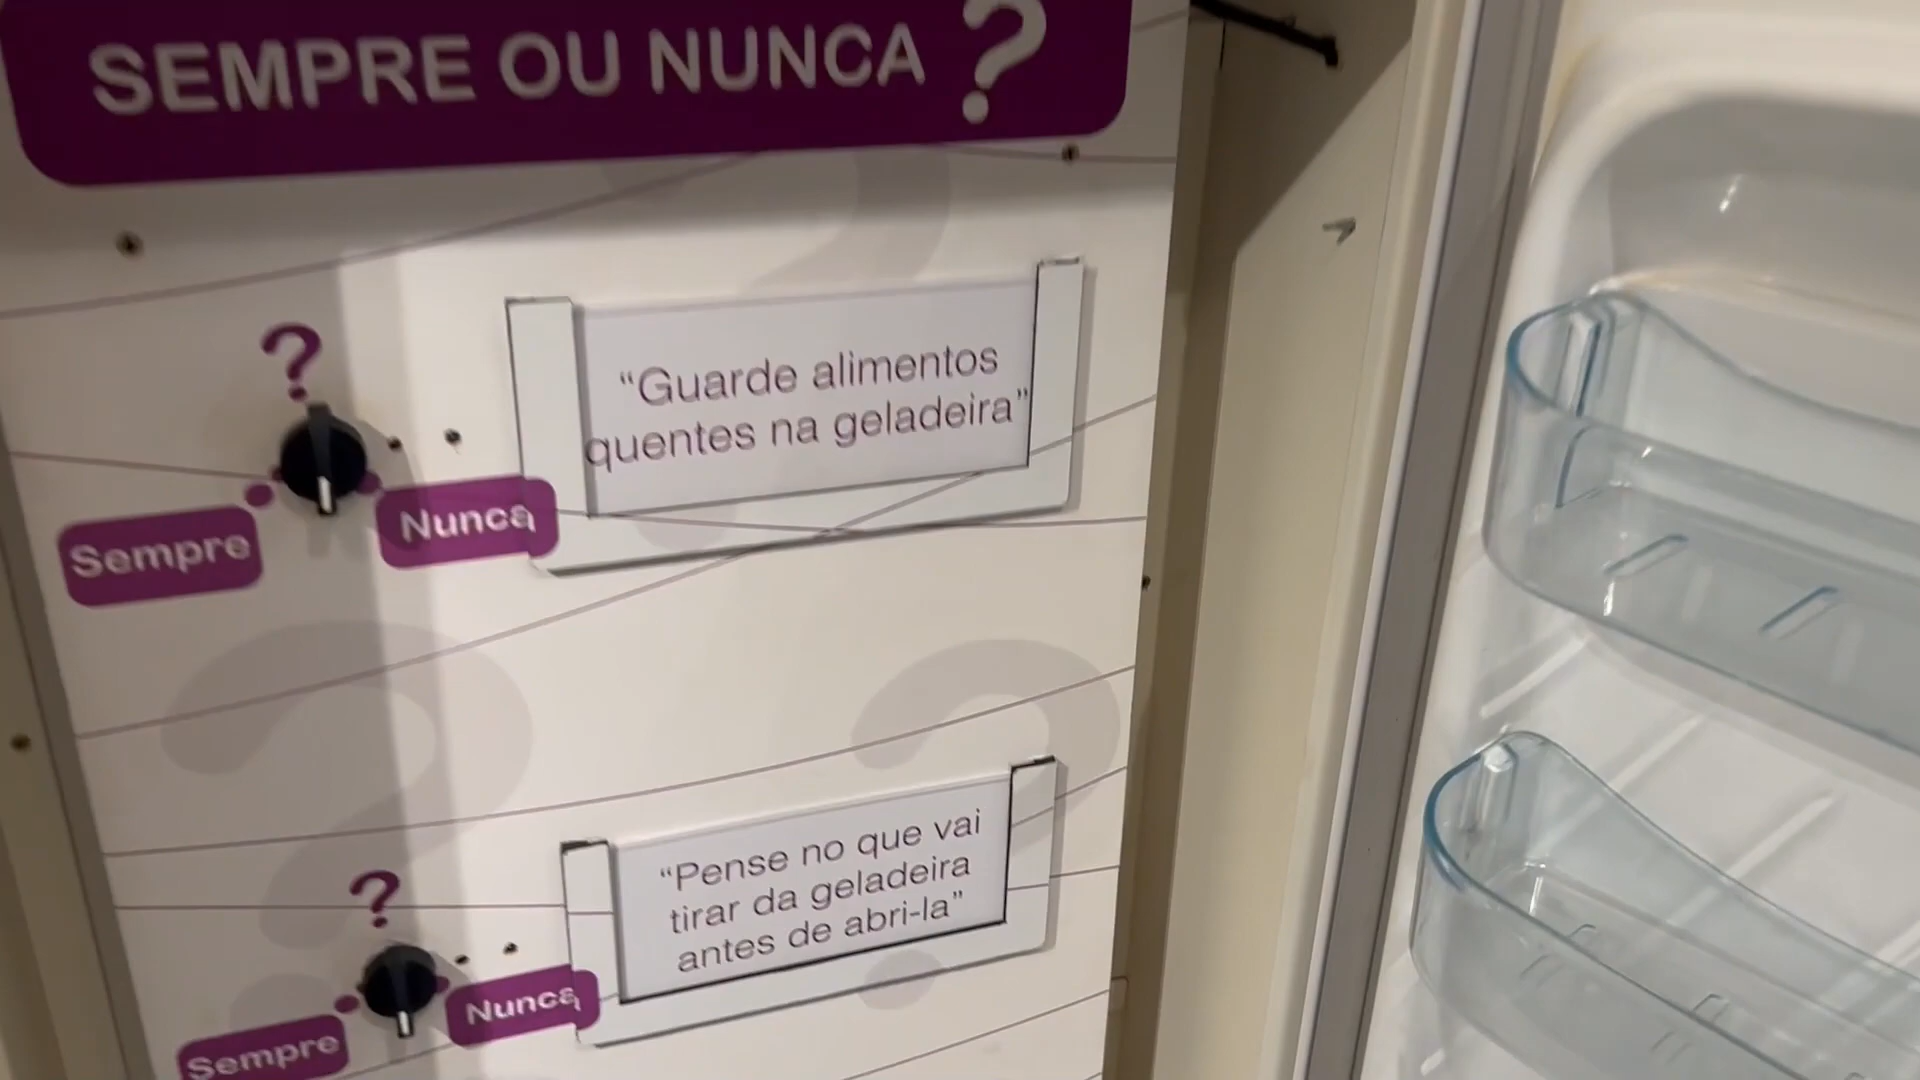 SEMPRE OU NUNCA ?
?
“Guarde alimentos
quentes na geladeira”
Sempre
Nunca
?
“Pense no que vai
tirar da geladeira
antes de abri-la”
Sempre
Nunca